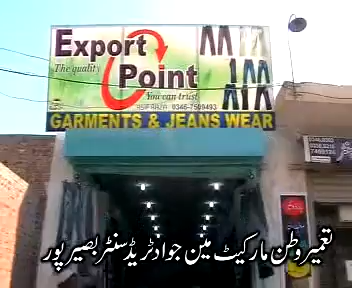 Export
The quality
Point
You can trust
ASIF RAZA 0346-7599493
GARMENTS & JEANS WEAR
تعمیر وطن مارکیٹ مین جواد ٹریڈ سنٹر بصیر پور